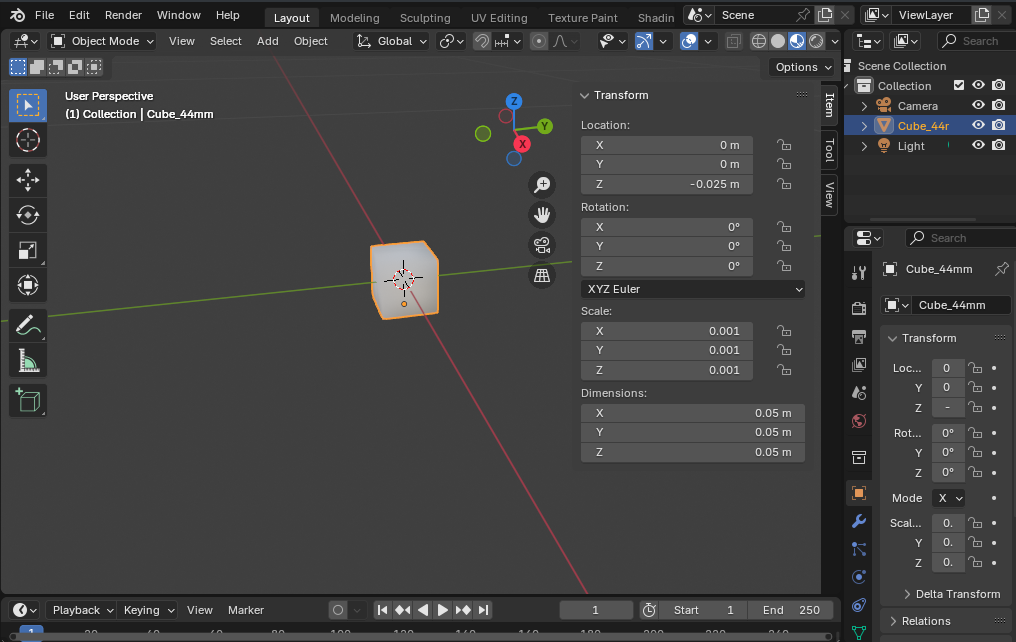 File Edit Render Window Help Layout Modeling Sculpting UV Editing Texture Paint Shadin Scene ViewLayer
Object Mode View Select Add Object Global Search
Options
Scene Collection
Collection
Camera
Cube_44r
Light
User Perspective
(1) Collection | Cube_44mm
Z
Y
X
Transform
Location:
X 0 m
Y 0 m
Z -0.025 m
Rotation:
X 0°
Y 0°
Z 0°
XYZ Euler
Scale:
X 0.001
Y 0.001
Z 0.001
Dimensions:
X 0.05 m
Y 0.05 m
Z 0.05 m
Item
Tool
View
Search
Cube_44mm
Cube_44mm
Transform
Loc... 0
Y 0
Z -
Rot... 0°
Y 0°
Z 0°
Mode X
Scal... 0.
Y 0.
Z 0.
Delta Transform
Relations
Playback Keying View Marker 1 Start 1 End 250
1